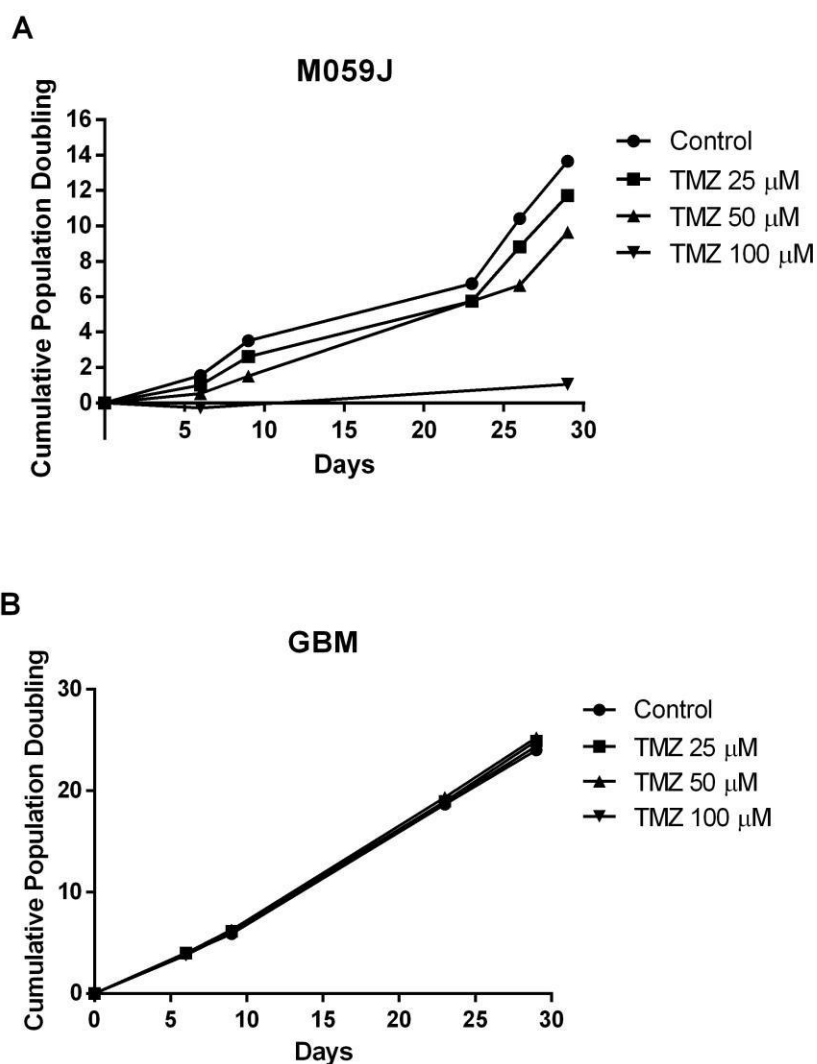 A
M059J
Cumulative Population Doubling
16
14
12
10
8
6
4
2
0
5 10 15 20 25 30
Days
Control
TMZ 25 μM
TMZ 50 μM
TMZ 100 μM
B
GBM
Cumulative Population Doubling
30
20
10
0
0 5 10 15 20 25 30
Days
Control
TMZ 25 μM
TMZ 50 μM
TMZ 100 μM